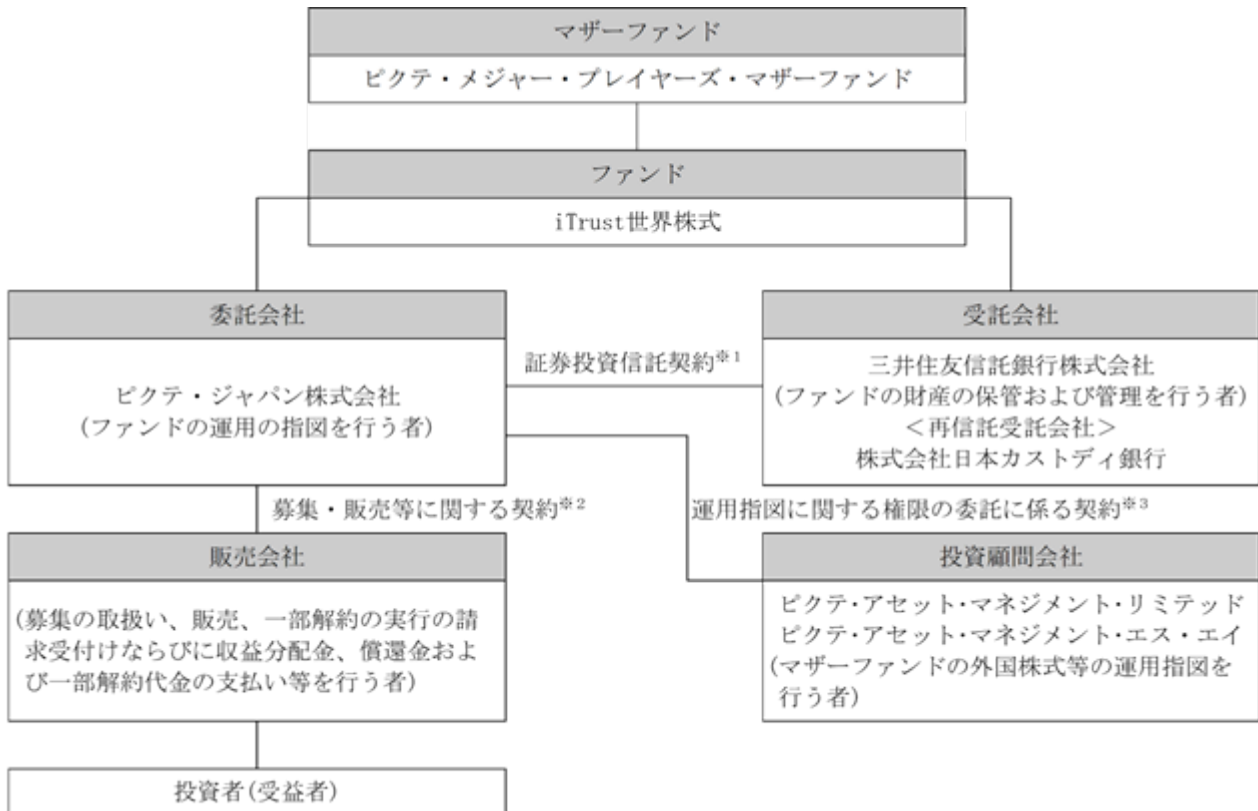 マザーファンド
ピクテ・メジャー・プレイヤーズ・マザーファンド
ファンド
iTrust世界株式
委託会社
ピクテ・ジャパン株式会社
(ファンドの運用の指図を行う者)
証券投資信託契約※1
受託会社
三井住友信託銀行株式会社
(ファンドの財産の保管および管理を行う者)
＜再信託受託会社＞
株式会社日本カストディ銀行
募集・販売等に関する契約※2
運用指図に関する権限の委託に係る契約※3
販売会社
(募集の取扱い、販売、一部解約の実行の請
求受付けならびに収益分配金、償還金およ
び一部解約代金の支払い等を行う者)
投資顧問会社
ピクテ・アセット・マネジメント・リミテッド
ピクテ・アセット・マネジメント・エス・エイ
(マザーファンドの外国株式等の運用指図を
行う者)
投資者(受益者)